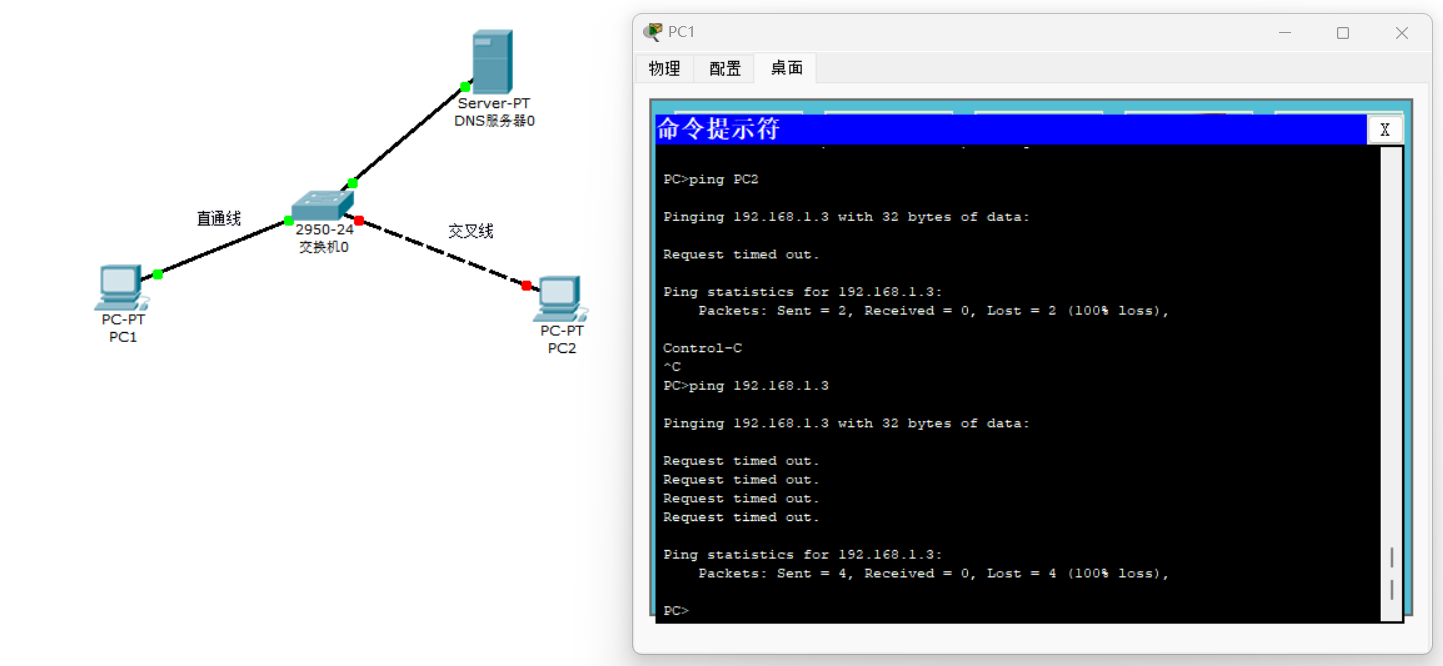 Server-PT
DNS服务器0
直通线
2950-24
交换机0
交叉线
PC-PT
PC1
PC-PT
PC2
PC1
物理 配置 桌面
命令提示符 X
PC>ping PC2
Pinging 192.168.1.3 with 32 bytes of data:
Request timed out.
Ping statistics for 192.168.1.3:
Packets: Sent = 2, Received = 0, Lost = 2 (100% loss),
Control-C
^C
PC>ping 192.168.1.3
Pinging 192.168.1.3 with 32 bytes of data:
Request timed out.
Request timed out.
Request timed out.
Request timed out.
Ping statistics for 192.168.1.3:
Packets: Sent = 4, Received = 0, Lost = 4 (100% loss),
PC>